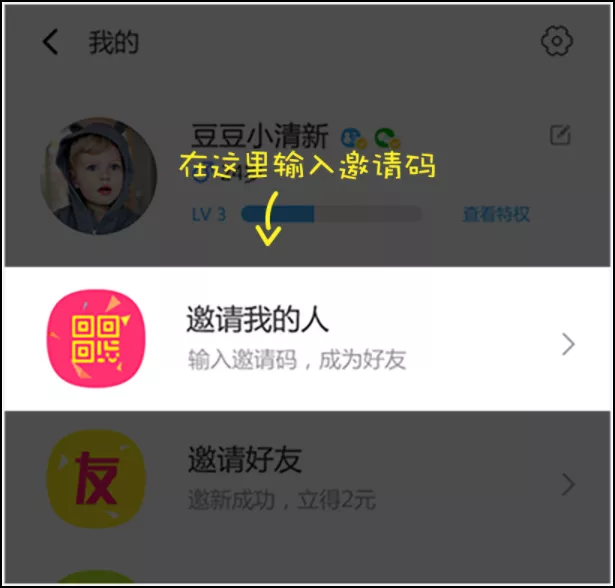 我的
豆豆小清新
在这里输入邀请码
LV 3
查看特权
邀请我的人
输入邀请码，成为好友
邀请好友
友
邀新成功，立得2元